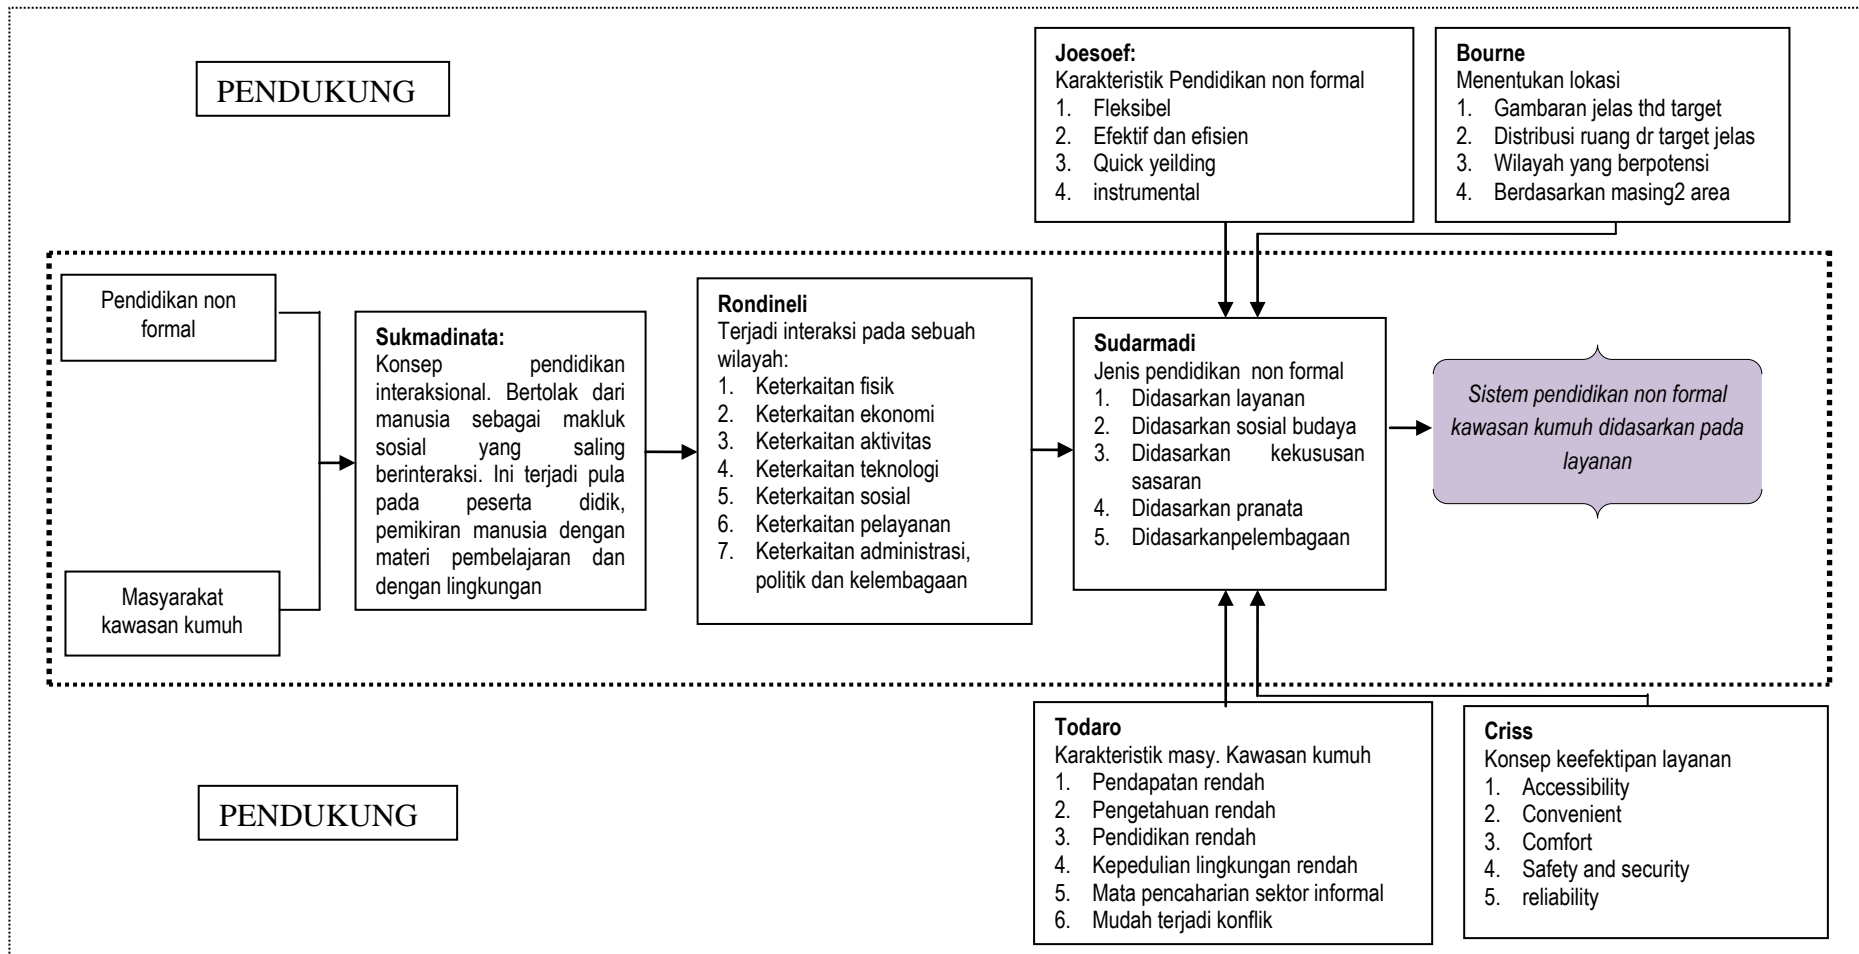 PENDUKUNG
Joesoef:
Karakteristik Pendidikan non formal
1. Fleksibel
2. Efektif dan efisien
3. Quick yeilding
4. instrumental
Bourne
Menentukan lokasi
1. Gambaran jelas thd target
2. Distribusi ruang dr target jelas
3. Wilayah yang berpotensi
4. Berdasarkan masing2 area
Pendidikan non
formal
Masyarakat
kawasan kumuh
Sukmadinata:
Konsep pendidikan
interaksional. Bertolak dari
manusia sebagai makluk
sosial yang saling
berinteraksi. Ini terjadi pula
pada peserta didik,
pemikiran manusia dengan
materi pembelajaran dan
dengan lingkungan
Rondineli
Terjadi interaksi pada sebuah
wilayah:
1. Keterkaitan fisik
2. Keterkaitan ekonomi
3. Keterkaitan aktivitas
4. Keterkaitan teknologi
5. Keterkaitan sosial
6. Keterkaitan pelayanan
7. Keterkaitan administrasi,
politik dan kelembagaan
Sudarmadi
Jenis pendidikan non formal
1. Didasarkan layanan
2. Didasarkan sosial budaya
3. Didasarkan kekususan
sasaran
4. Didasarkan pranata
5. Didasarkanpelembagaan
Sistem pendidikan non formal
kawasan kumuh didasarkan pada
layanan
PENDUKUNG
Todaro
Karakteristik masy. Kawasan kumuh
1. Pendapatan rendah
2. Pengetahuan rendah
3. Pendidikan rendah
4. Kepedulian lingkungan rendah
5. Mata pencaharian sektor informal
6. Mudah terjadi konflik
Criss
Konsep keefektipan layanan
1. Accessibility
2. Convenient
3. Comfort
4. Safety and security
5. reliability